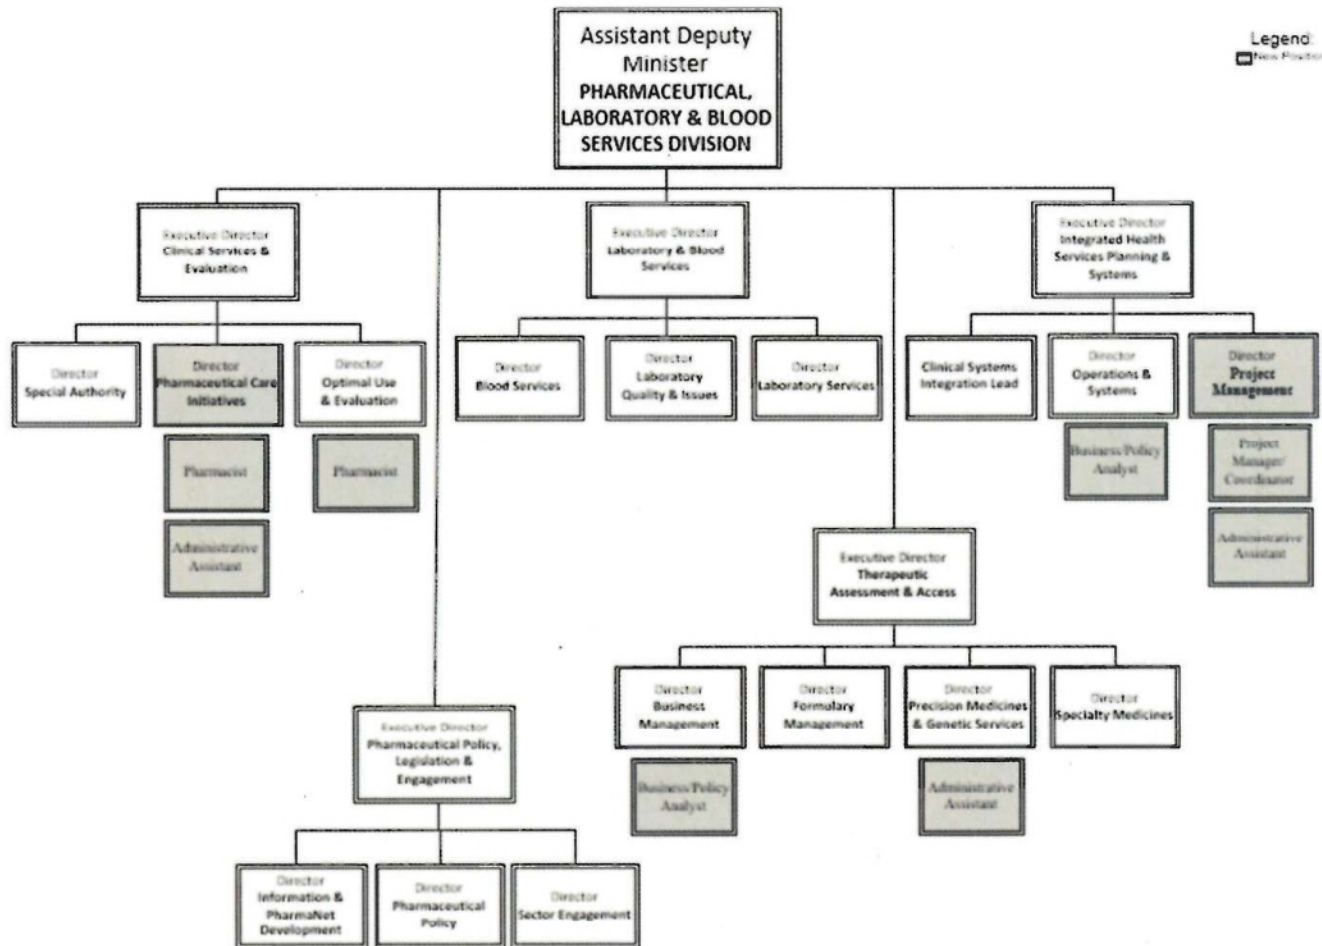 Assistant Deputy
Minister
PHARMACEUTICAL,
LABORATORY & BLOOD
SERVICES DIVISION
Legend:
New Position
Executive Director
Clinical Services &
Evaluation
Executive Director
Laboratory & Blood
Services
Executive Director
Integrated Health
Services Planning &
Systems
Director
Special Authority
Director
Pharmaceutical Care
Initiatives
Director
Optimal Use
& Evaluation
Director
Blood Services
Director
Laboratory
Quality & Issues
Director
Laboratory Services
Clinical Systems
Integration Lead
Director
Operations &
Systems
Director
Project
Management
Pharmacist
Pharmacist
Business/Policy
Analyst
Project
Manager/
Coordinator
Administrative
Assistant
Administrative
Assistant
Executive Director
Therapeutic
Assessment & Access
Director
Business
Management
Director
Formulary
Management
Director
Precision Medicines
& Genetic Services
Director
Specialty Medicines
Executive Director
Pharmaceutical Policy,
Legislation &
Engagement
Business/Policy
Analyst
Administrative
Assistant
Director
Information &
PharmaNet
Development
Director
Pharmaceutical
Policy
Director
Sector Engagement